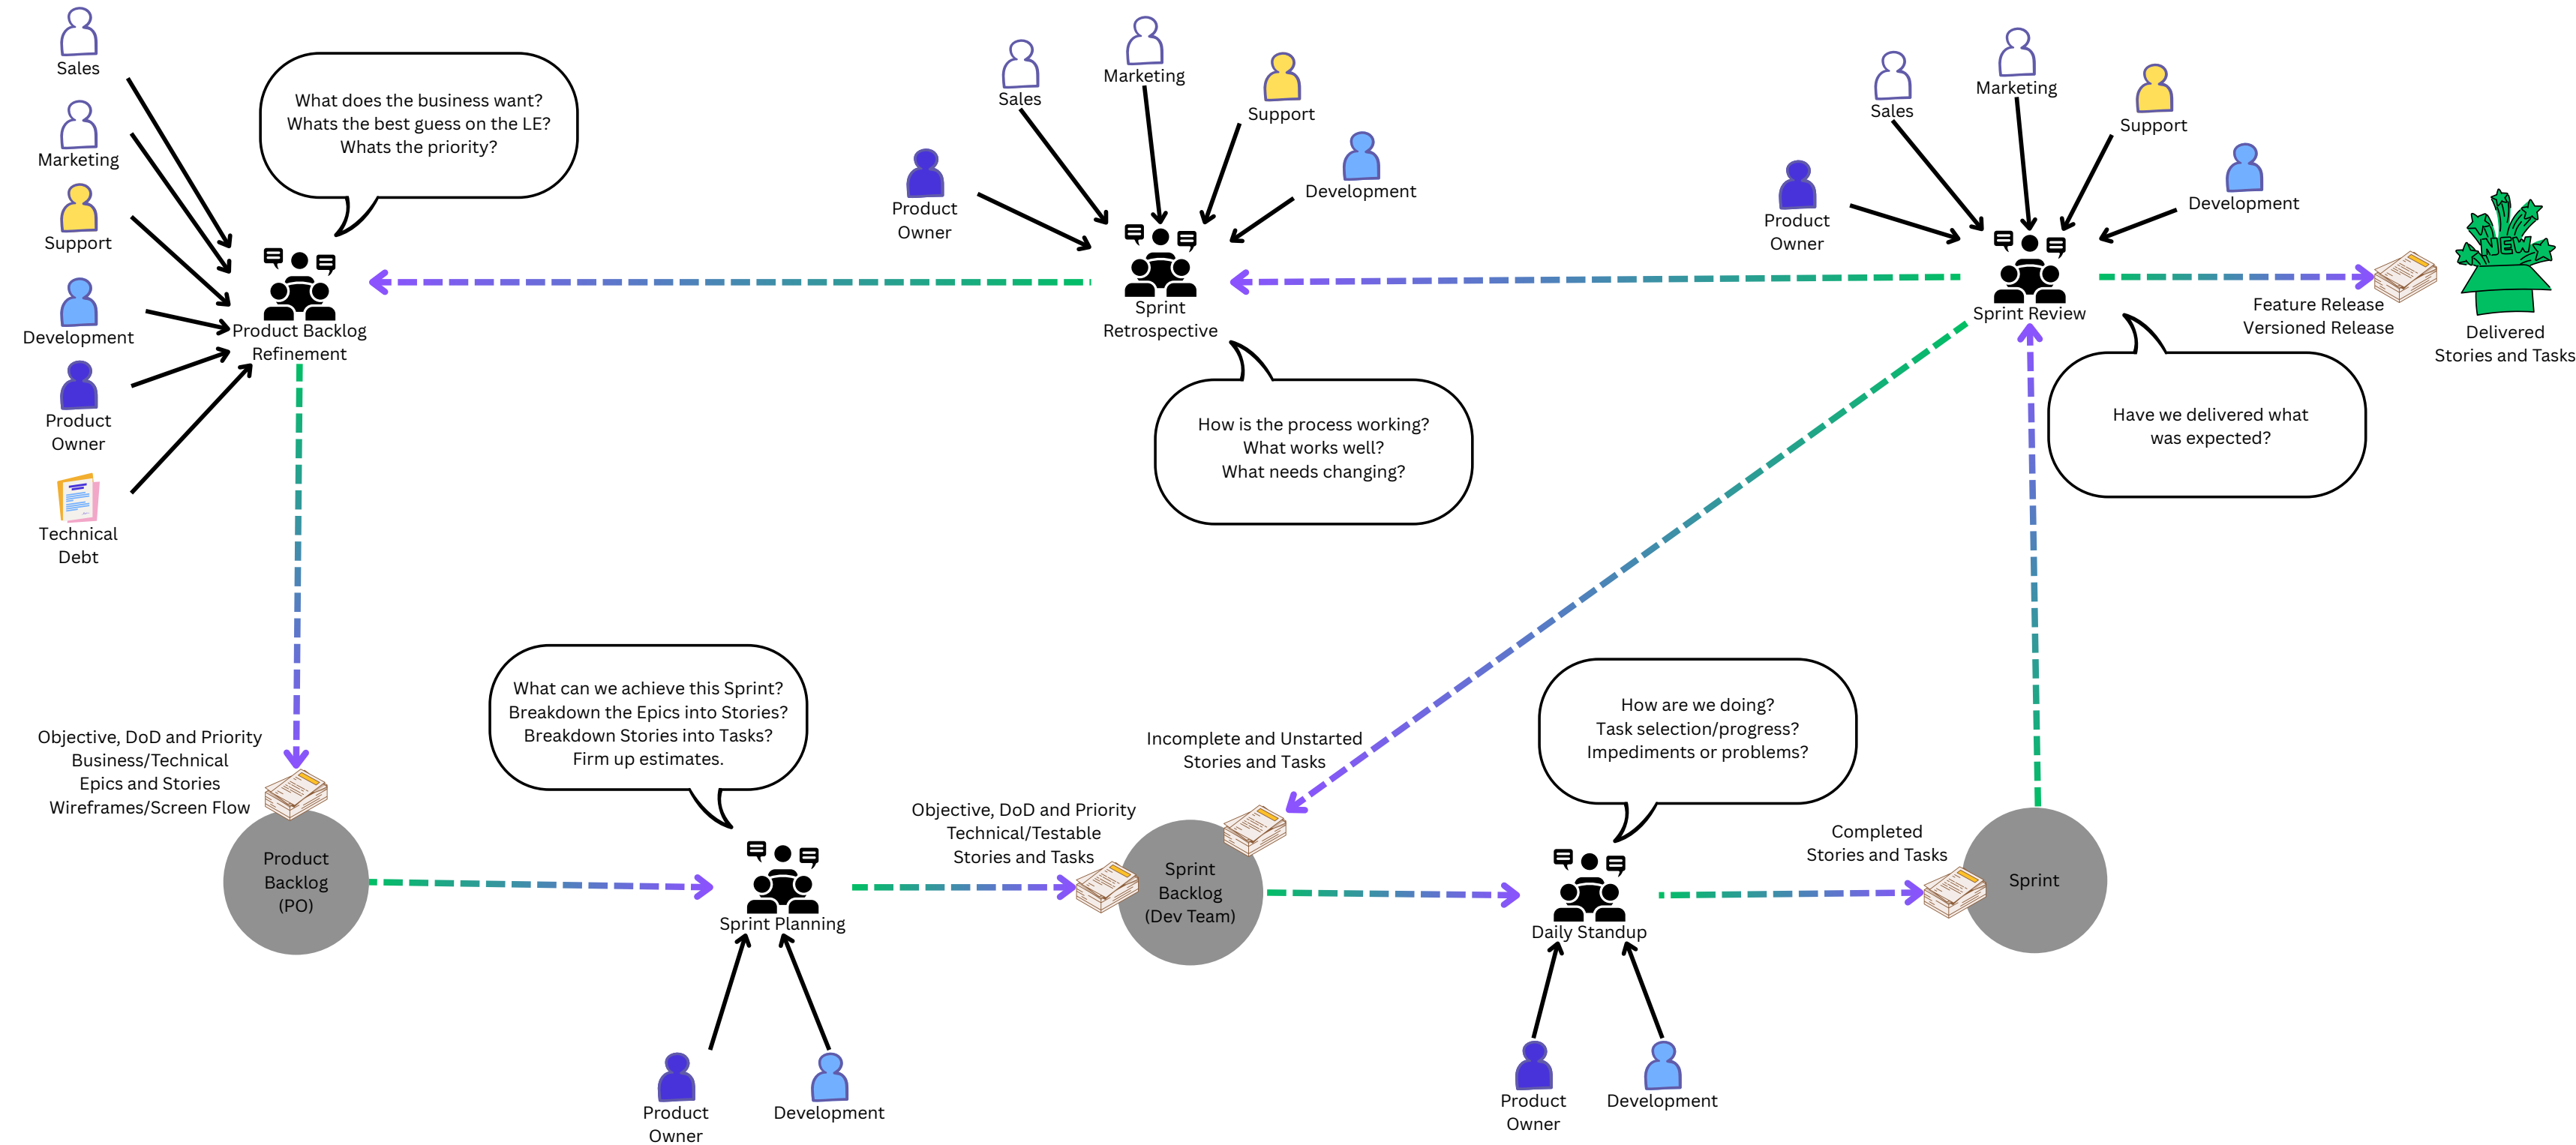 Sales
Marketing
Support
Development
Product
Owner
Technical
Debt
What does the business want?
Whats the best guess on the LE?
Whats the priority?
Product Backlog
Refinement
Sales
Marketing
Support
Product
Owner
Development
Sprint
Retrospective
How is the process working?
What works well?
What needs changing?
Sales
Marketing
Support
Product
Owner
Development
Sprint Review
Have we delivered what
was expected?
Feature Release
Versioned Release
NEW
Delivered
Stories and Tasks
Objective, DoD and Priority
Business/Technical
Epics and Stories
Wireframes/Screen Flow
Product
Backlog
(PO)
What can we achieve this Sprint?
Breakdown the Epics into Stories?
Breakdown Stories into Tasks?
Firm up estimates.
Sprint Planning
Product
Owner
Development
Objective, DoD and Priority
Technical/Testable
Stories and Tasks
Incomplete and Unstarted
Stories and Tasks
Sprint
Backlog
(Dev Team)
How are we doing?
Task selection/progress?
Impediments or problems?
Daily Standup
Product
Owner
Development
Completed
Stories and Tasks
Sprint